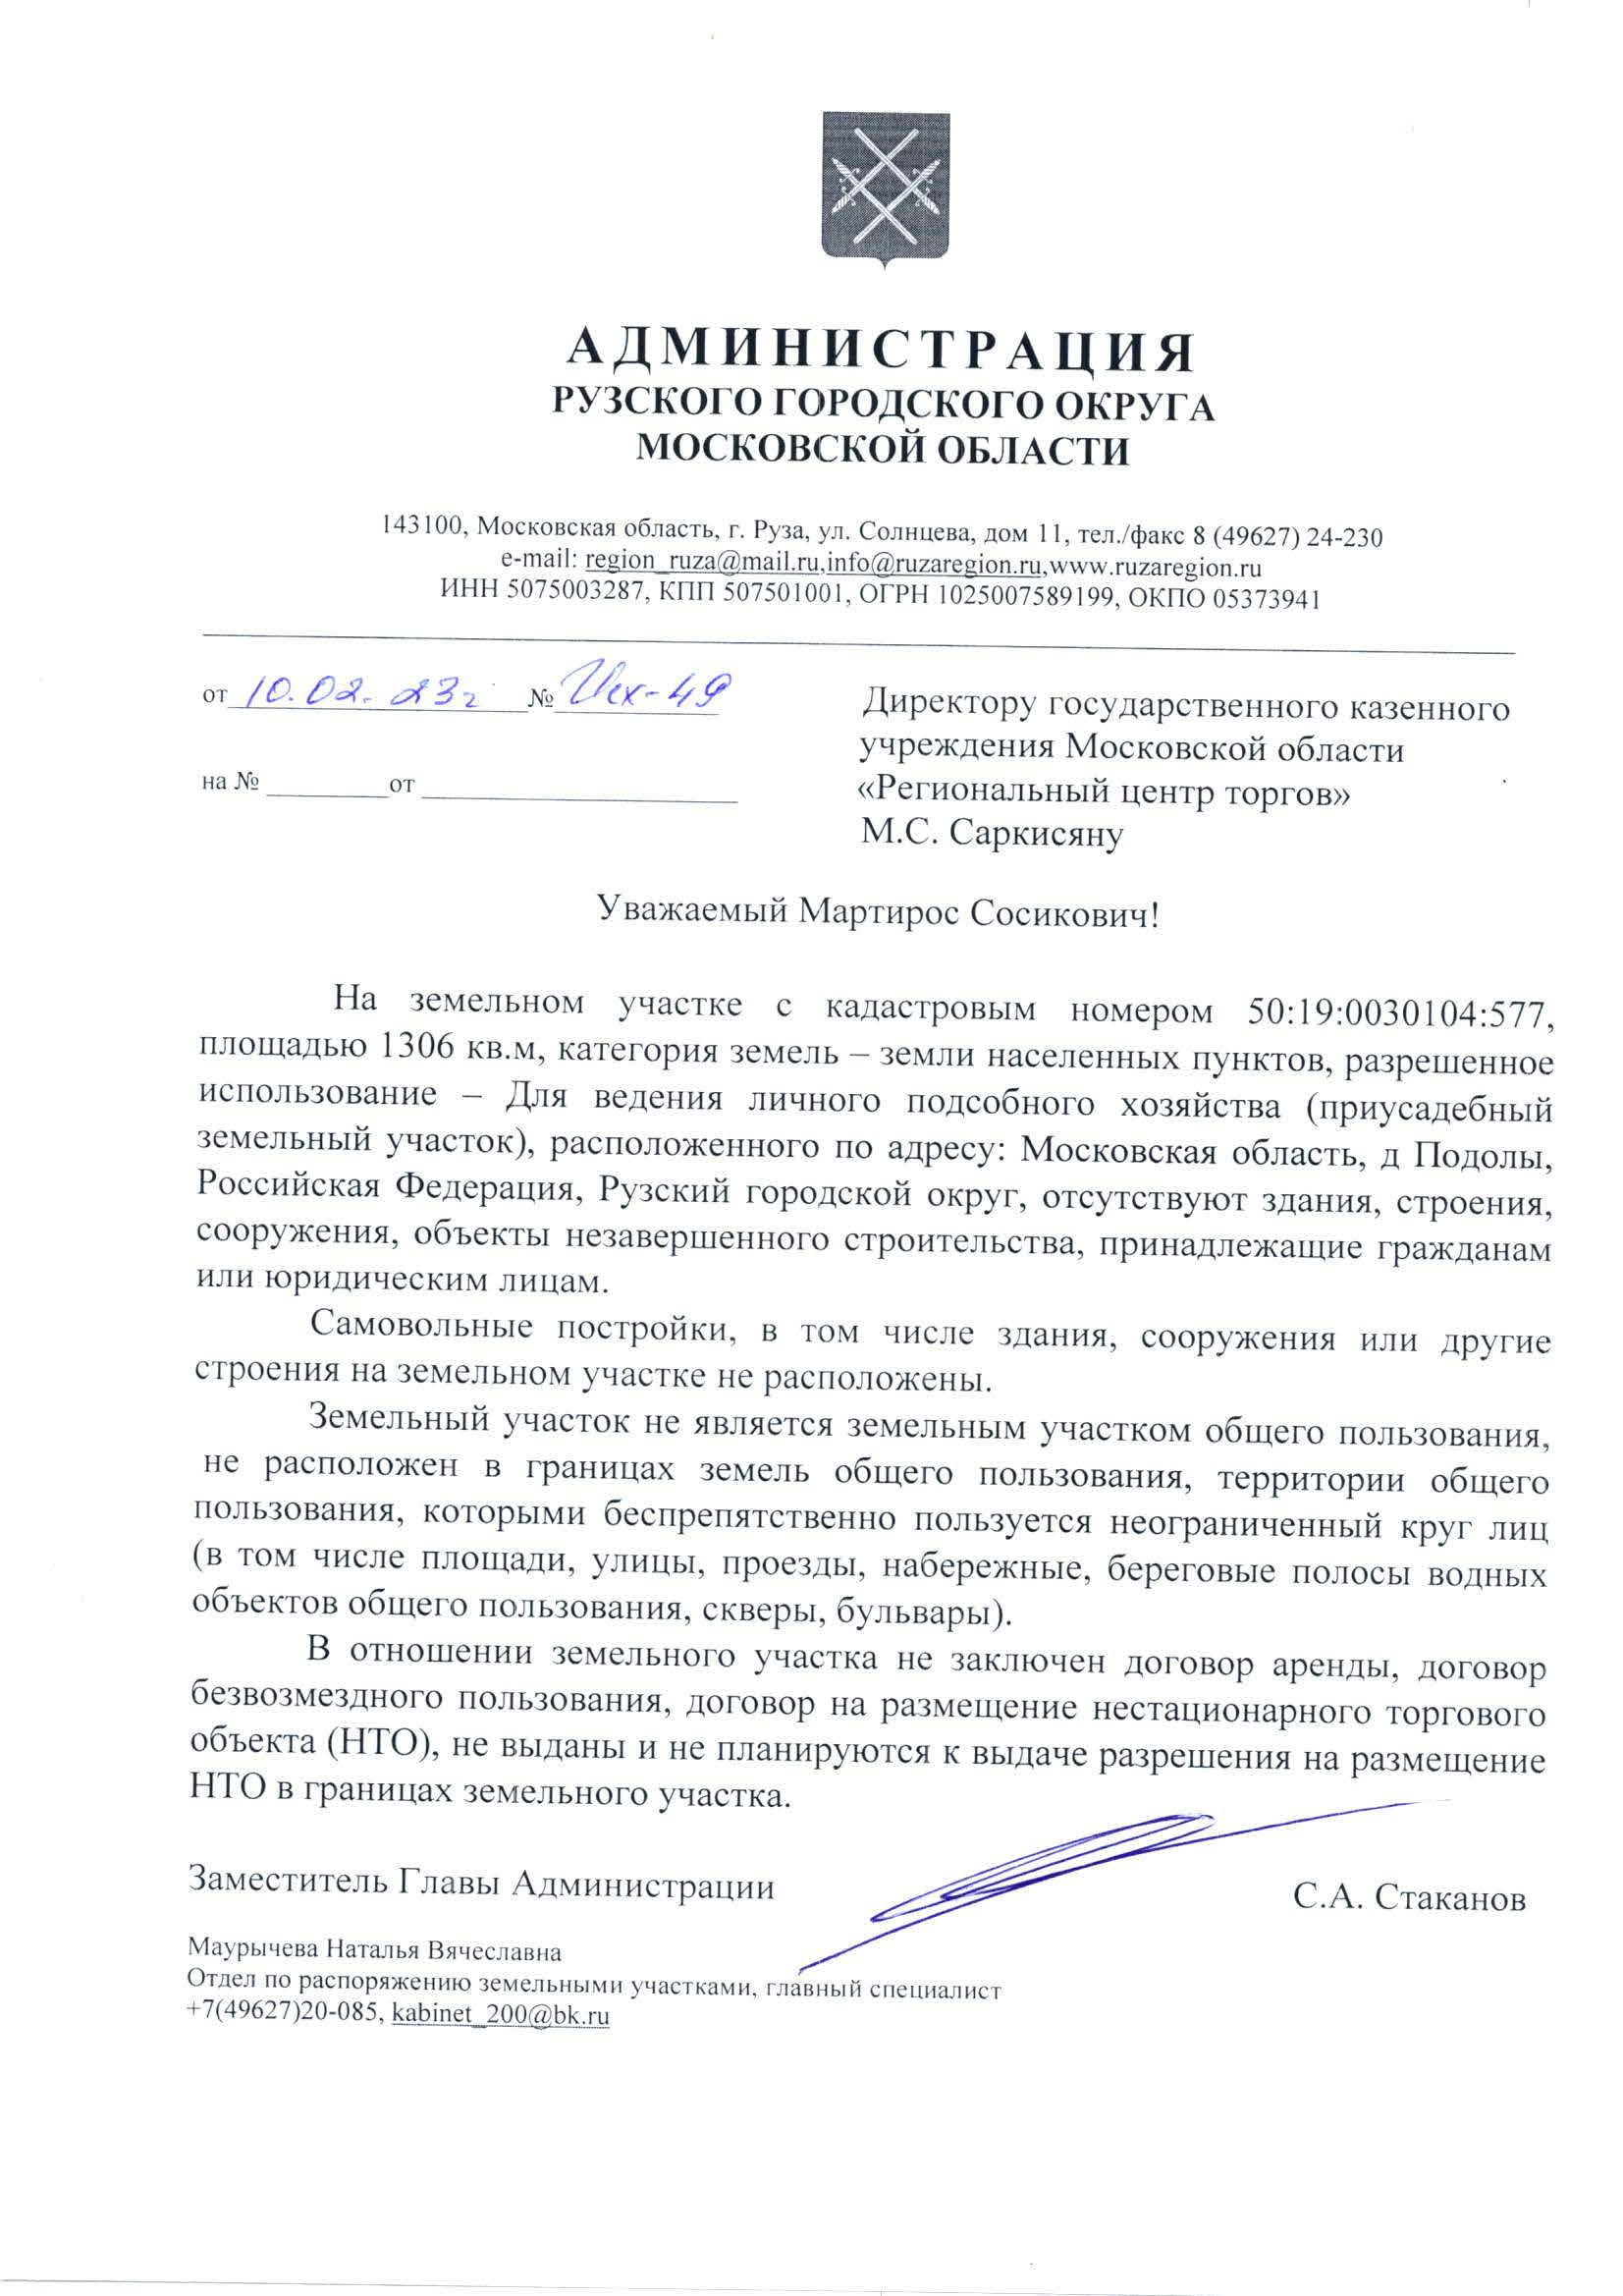 АДМИНИСТРАЦИЯ
РУЗСКОГО ГОРОДСКОГО ОКРУГА
МОСКОВСКОЙ ОБЛАСТИ
143100, Московская область, г. Руза, ул. Солнцева, дом 11, тел./факс 8 (49627) 24-230
e-mail: region_ruza@mail.ru,info@ruzaregion.ru,www.ruzaregion.ru
ИНН 5075003287, КПП 507501001, ОГРН 1025007589199, ОКПО 05373941
от 10.02.23г № Исх-49
на № _________ от _______________________
Директору государственного казенного
учреждения Московской области
«Региональный центр торгов»
М.С. Саркисяну
Уважаемый Мартирос Сосикович!
На земельном участке с кадастровым номером 50:19:0030104:577,
площадью 1306 кв.м, категория земель – земли населенных пунктов, разрешенное
использование – Для ведения личного подсобного хозяйства (приусадебный
земельный участок), расположенного по адресу: Московская область, д Подолы,
Российская Федерация, Рузский городской округ, отсутствуют здания, строения,
сооружения, объекты незавершенного строительства, принадлежащие гражданам
или юридическим лицам.
Самовольные постройки, в том числе здания, сооружения или другие
строения на земельном участке не расположены.
Земельный участок не является земельным участком общего пользования,
не расположен в границах земель общего пользования, территории общего
пользования, которыми беспрепятственно пользуется неограниченный круг лиц
(в том числе площади, улицы, проезды, набережные, береговые полосы водных
объектов общего пользования, скверы, бульвары).
В отношении земельного участка не заключен договор аренды, договор
безвозмездного пользования, договор на размещение нестационарного торгового
объекта (НТО), не выданы и не планируются к выдаче разрешения на размещение
НТО в границах земельного участка.
Заместитель Главы Администрации
С.А. Стаканов
Маурычева Наталья Вячеславна
Отдел по распоряжению земельными участками, главный специалист
+7(49627)20-085, kabinet_200@bk.ru